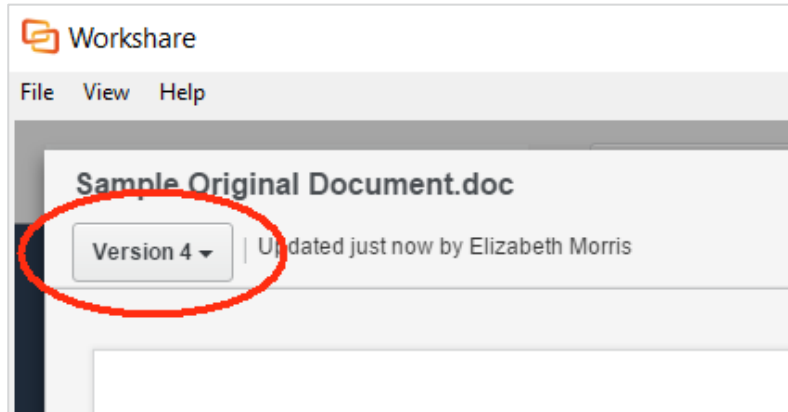 Workshare
File View Help
Sample Original Document.doc
Version 4 Updated just now by Elizabeth Morris